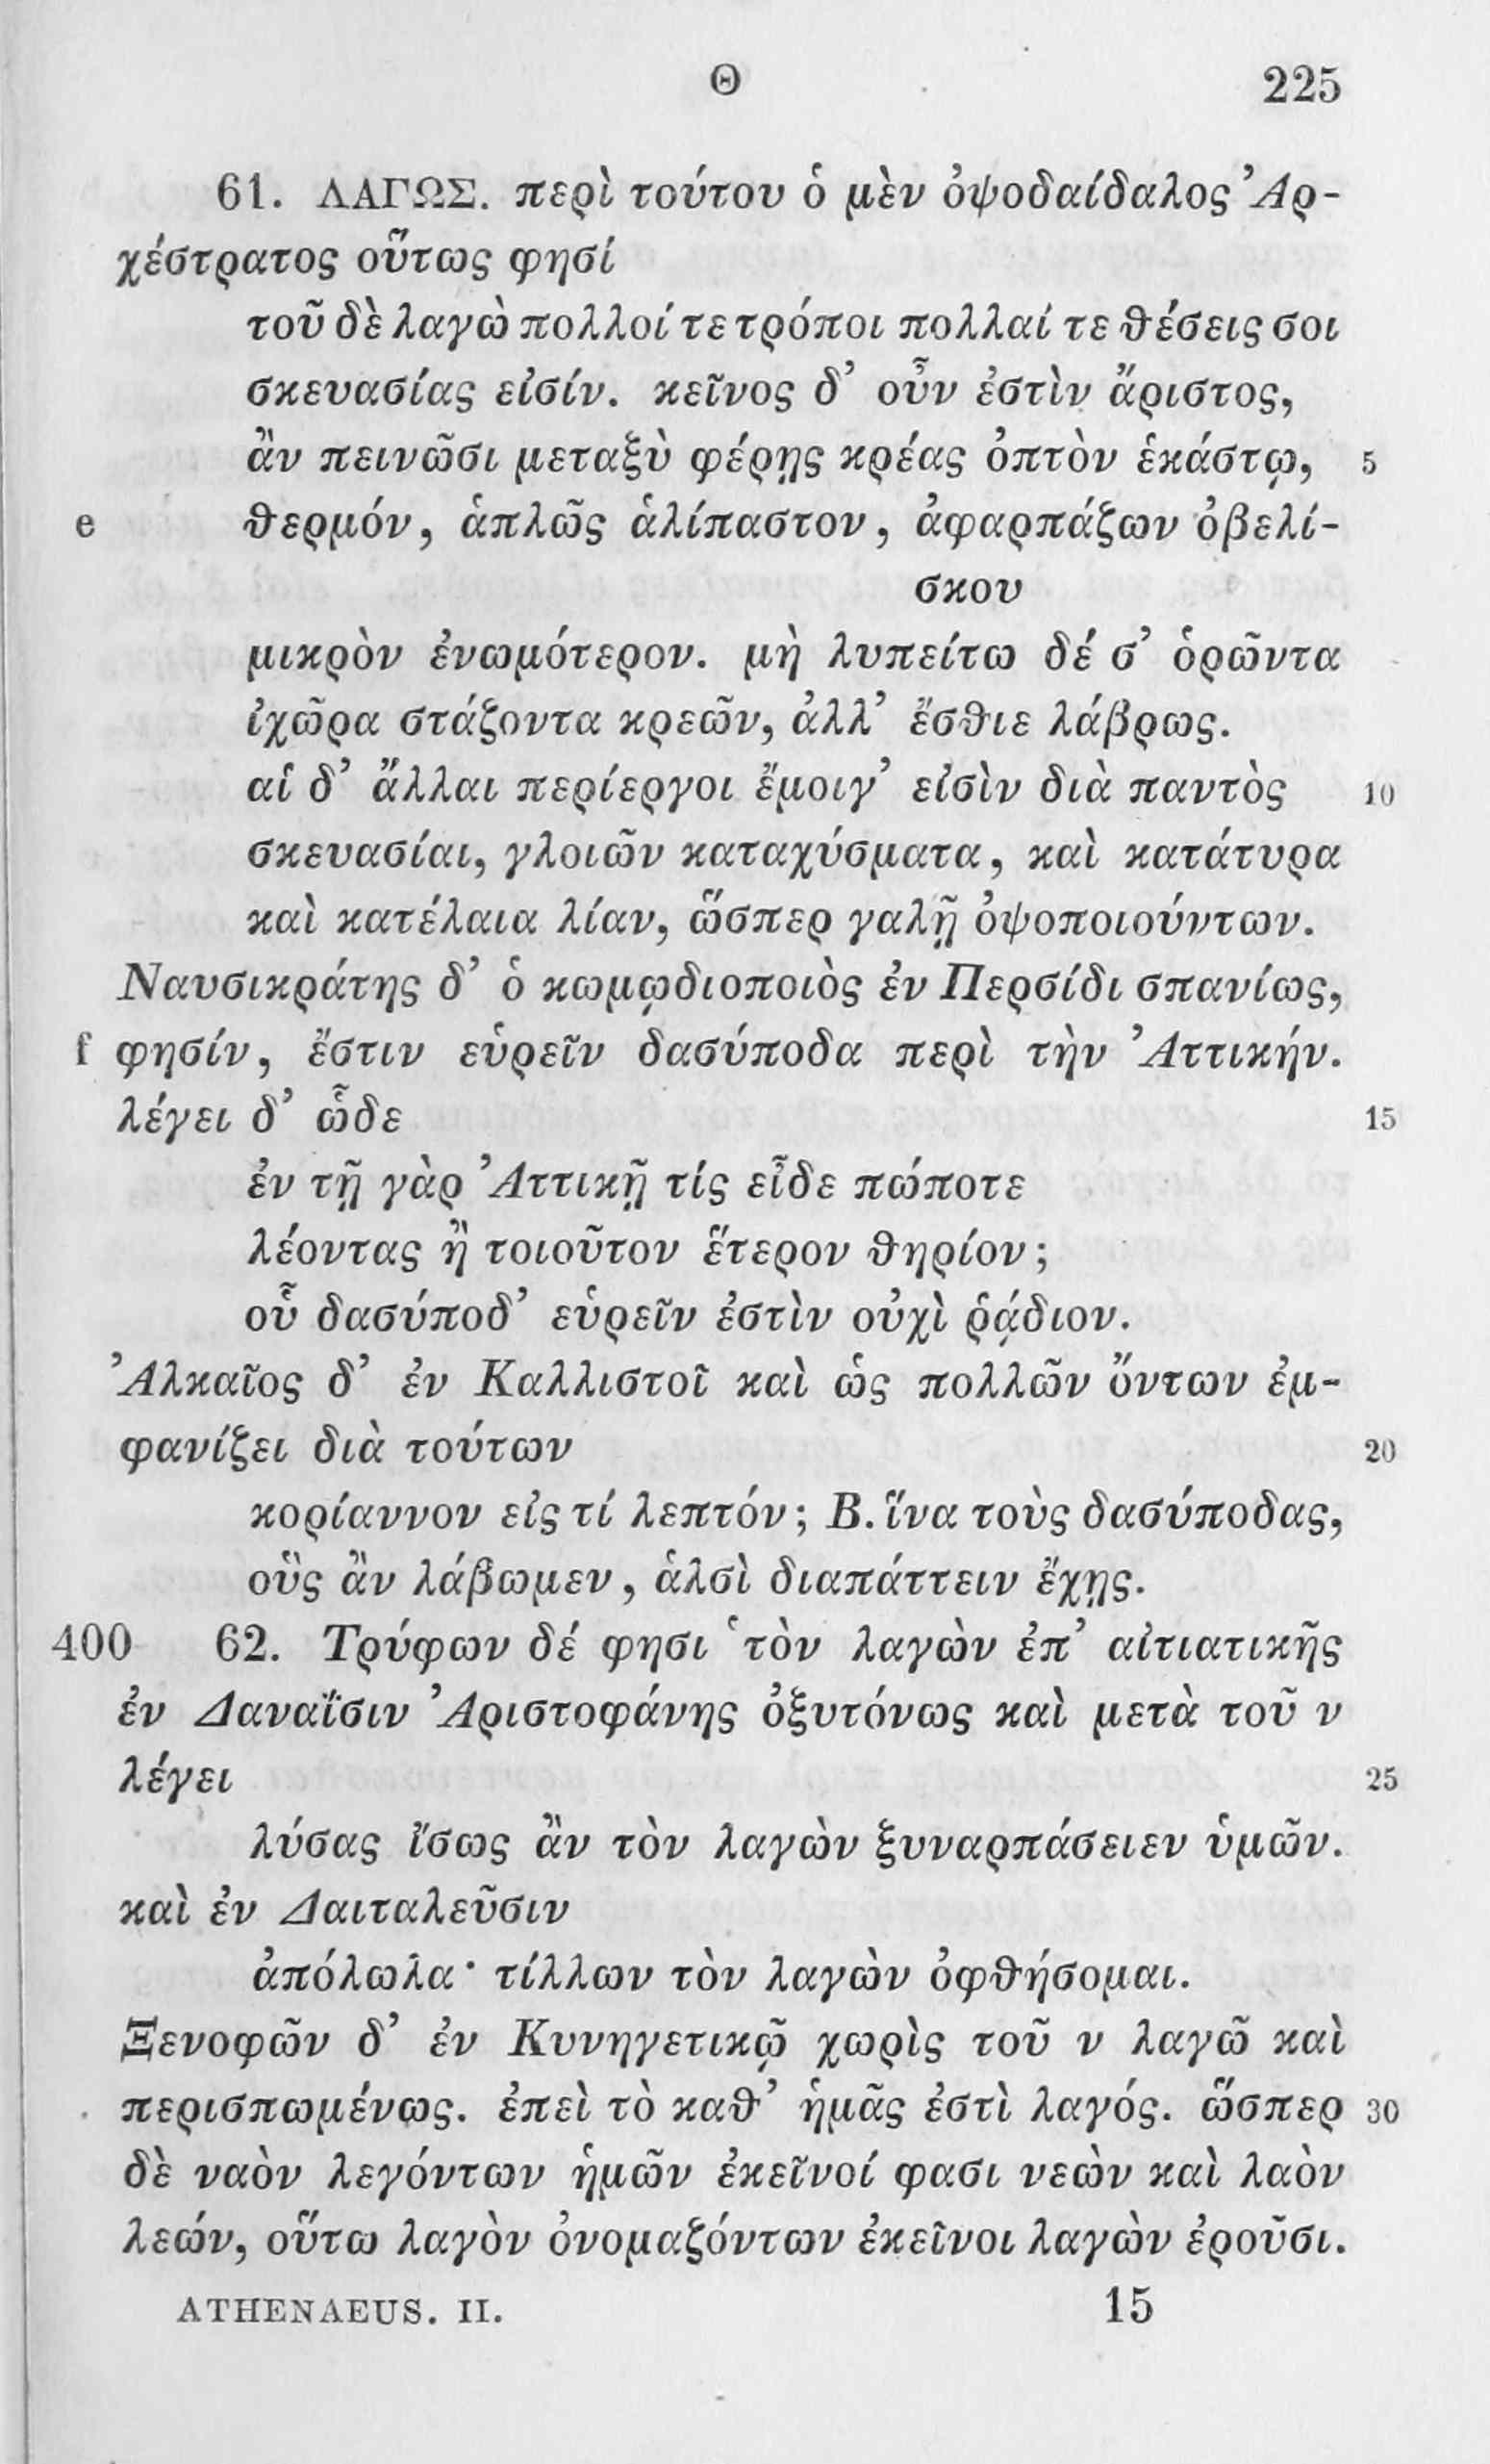 Θ 225
61. ΛΑΓΩΣ. περὶ τούτου ὁ μὲν ὀψοδαίδαλος Ἀρ-
χέστρατος οὕτως φησί
τοῦ δὲ λαγὼ πολλοί τε τρόποι πολλαί τε θέσεις σοι
σκευασίας εἰσίν. κεῖνος δ’ οὖν ἐστὶν ἄριστος,
ἂν πεινῶσι μεταξὺ φέρῃς κρέας ὀπτὸν ἑκάστῳ, 5
e θερμόν, ἁπλῶς ἁλίπαστον, ἀφαρπάζων ὀβελί-
σκου
μικρὸν ἐνωμότερον. μὴ λυπείτω δέ σ’ ὁρῶντα
ἰχῶρα στάζοντα κρεῶν, ἀλλ’ ἔσθιε λάβρως.
αἱ δ’ ἄλλαι περίεργοι ἔμοιγ’ εἰσὶν διὰ παντὸς 10
σκευασίαι, γλοιῶν καταχύσματα, καὶ κατάτυρα
καὶ κατέλαια λίαν, ὥσπερ γαλῇ ὀψοποιούντων.
Ναυσικράτης δ’ ὁ κωμῳδιοποιὸς ἐν Περσίδι σπανίως,
f φησίν, ἔστιν εὑρεῖν δασύποδα περὶ τὴν Ἀττικήν.
λέγει δ’ ὧδε 15
ἐν τῇ γὰρ Ἀττικῇ τίς εἶδε πώποτε
λέοντας ἢ τοιοῦτον ἕτερον θηρίον;
οὗ δασύποδ’ εὑρεῖν ἐστὶν οὐχὶ ῥᾴδιον.
Ἀλκαῖος δ’ ἐν Καλλιστοῖ καὶ ὡς πολλῶν ὄντων ἐμ-
φανίζει διὰ τούτων 20
κορίαννον εἰς τί λεπτόν; Β. ἵνα τοὺς δασύποδας,
οὓς ἂν λάβωμεν, ἁλσὶ διαπάττειν ἔχῃς.
400 62. Τρύφων δέ φησι ‘τὸν λαγὼν ἐπ’ αἰτιατικῆς
ἐν Δαναΐσιν Ἀριστοφάνης ὀξυτόνως καὶ μετὰ τοῦ ν
λέγει 25
λύσας ἴσως ἂν τὸν λαγὼν ξυναρπάσειεν ὑμῶν.
καὶ ἐν Δαιταλεῦσιν
ἀπόλωλα· τίλλων τὸν λαγὼν ὀφθήσομαι.
Ξενοφῶν δ’ ἐν Κυνηγετικῷ χωρὶς τοῦ ν λαγῶ καὶ
περισπωμένως. ἐπεὶ τὸ καθ’ ἡμᾶς ἐστὶ λαγός. ὥσπερ 30
δὲ ναὸν λεγόντων ἡμῶν ἐκεῖνοί φασι νεὼν καὶ λαὸν
λεών, οὕτω λαγὸν ὀνομαζόντων ἐκεῖνοι λαγὼν ἐροῦσι.
ATHENAEUS. II. 15